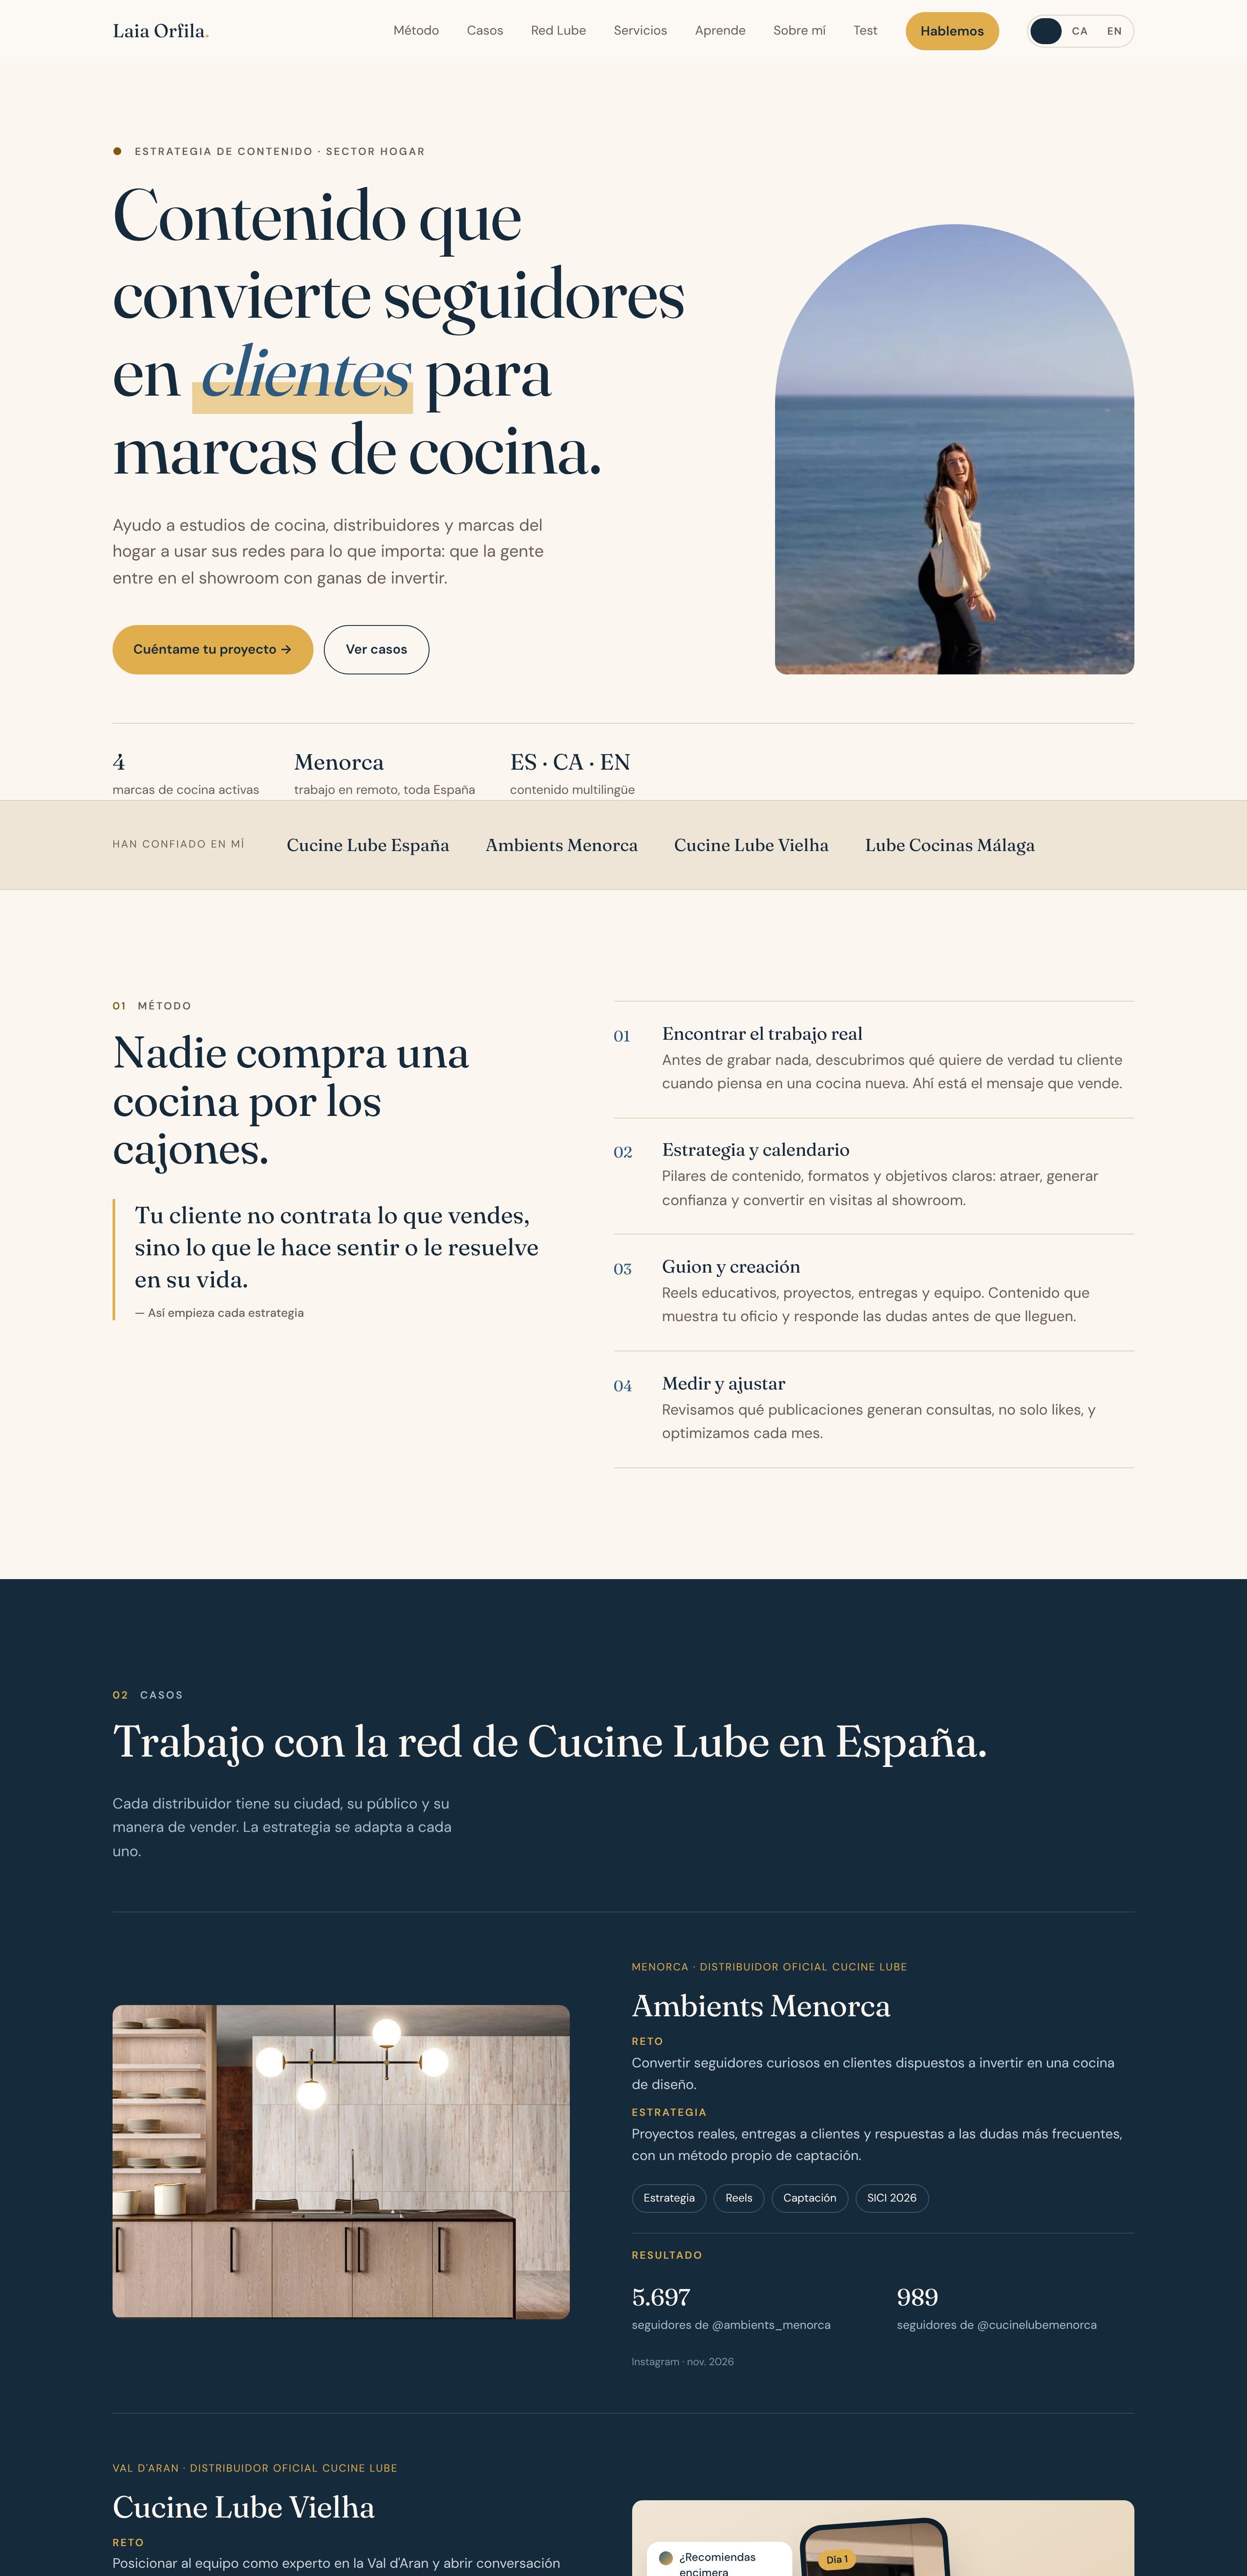 Laia Orfila.
Método
Casos
Red Lube
Servicios
Aprende
Sobre mí
Test
Hablemos
CA
EN
ESTRATEGIA DE CONTENIDO · SECTOR HOGAR
Contenido que
convierte seguidores
en clientes para
marcas de cocina.
Ayudo a estudios de cocina, distribuidores y marcas del
hogar a usar sus redes para lo que importa: que la gente
entre en el showroom con ganas de invertir.
Cuéntame tu proyecto →
Ver casos
4
marcas de cocina activas
Menorca
trabajo en remoto, toda España
ES · CA · EN
contenido multilingüe
HAN CONFIADO EN MÍ
Cucine Lube España
Ambients Menorca
Cucine Lube Vielha
Lube Cocinas Málaga
01 MÉTODO
Nadie compra una
cocina por los
cajones.
Tu cliente no contrata lo que vendes,
sino lo que le hace sentir o le resuelve
en su vida.
— Así empieza cada estrategia
01
Encontrar el trabajo real
Antes de grabar nada, descubrimos qué quiere de verdad tu cliente
cuando piensa en una cocina nueva. Ahí está el mensaje que vende.
02
Estrategia y calendario
Pilares de contenido, formatos y objetivos claros: atraer, generar
confianza y convertir en visitas al showroom.
03
Guion y creación
Reels educativos, proyectos, entregas y equipo. Contenido que
muestra tu oficio y responde las dudas antes de que lleguen.
04
Medir y ajustar
Revisamos qué publicaciones generan consultas, no solo likes, y
optimizamos cada mes.
02 CASOS
Trabajo con la red de Cucine Lube en España.
Cada distribuidor tiene su ciudad, su público y su
manera de vender. La estrategia se adapta a cada
uno.
MENORCA · DISTRIBUIDOR OFICIAL CUCINE LUBE
Ambients Menorca
RETO
Convertir seguidores curiosos en clientes dispuestos a invertir en una cocina
de diseño.
ESTRATEGIA
Proyectos reales, entregas a clientes y respuestas a las dudas más frecuentes,
con un método propio de captación.
Estrategia
Reels
Captación
SICI 2026
RESULTADO
5.697
seguidores de @ambients_menorca
989
seguidores de @cucinelubemenorca
Instagram · nov. 2026
VAL D'ARAN · DISTRIBUIDOR OFICIAL CUCINE LUBE
Cucine Lube Vielha
RETO
Posicionar al equipo como experto en la Val d'Aran y abrir conversación
¿Recomiendas
encimera
Día 1